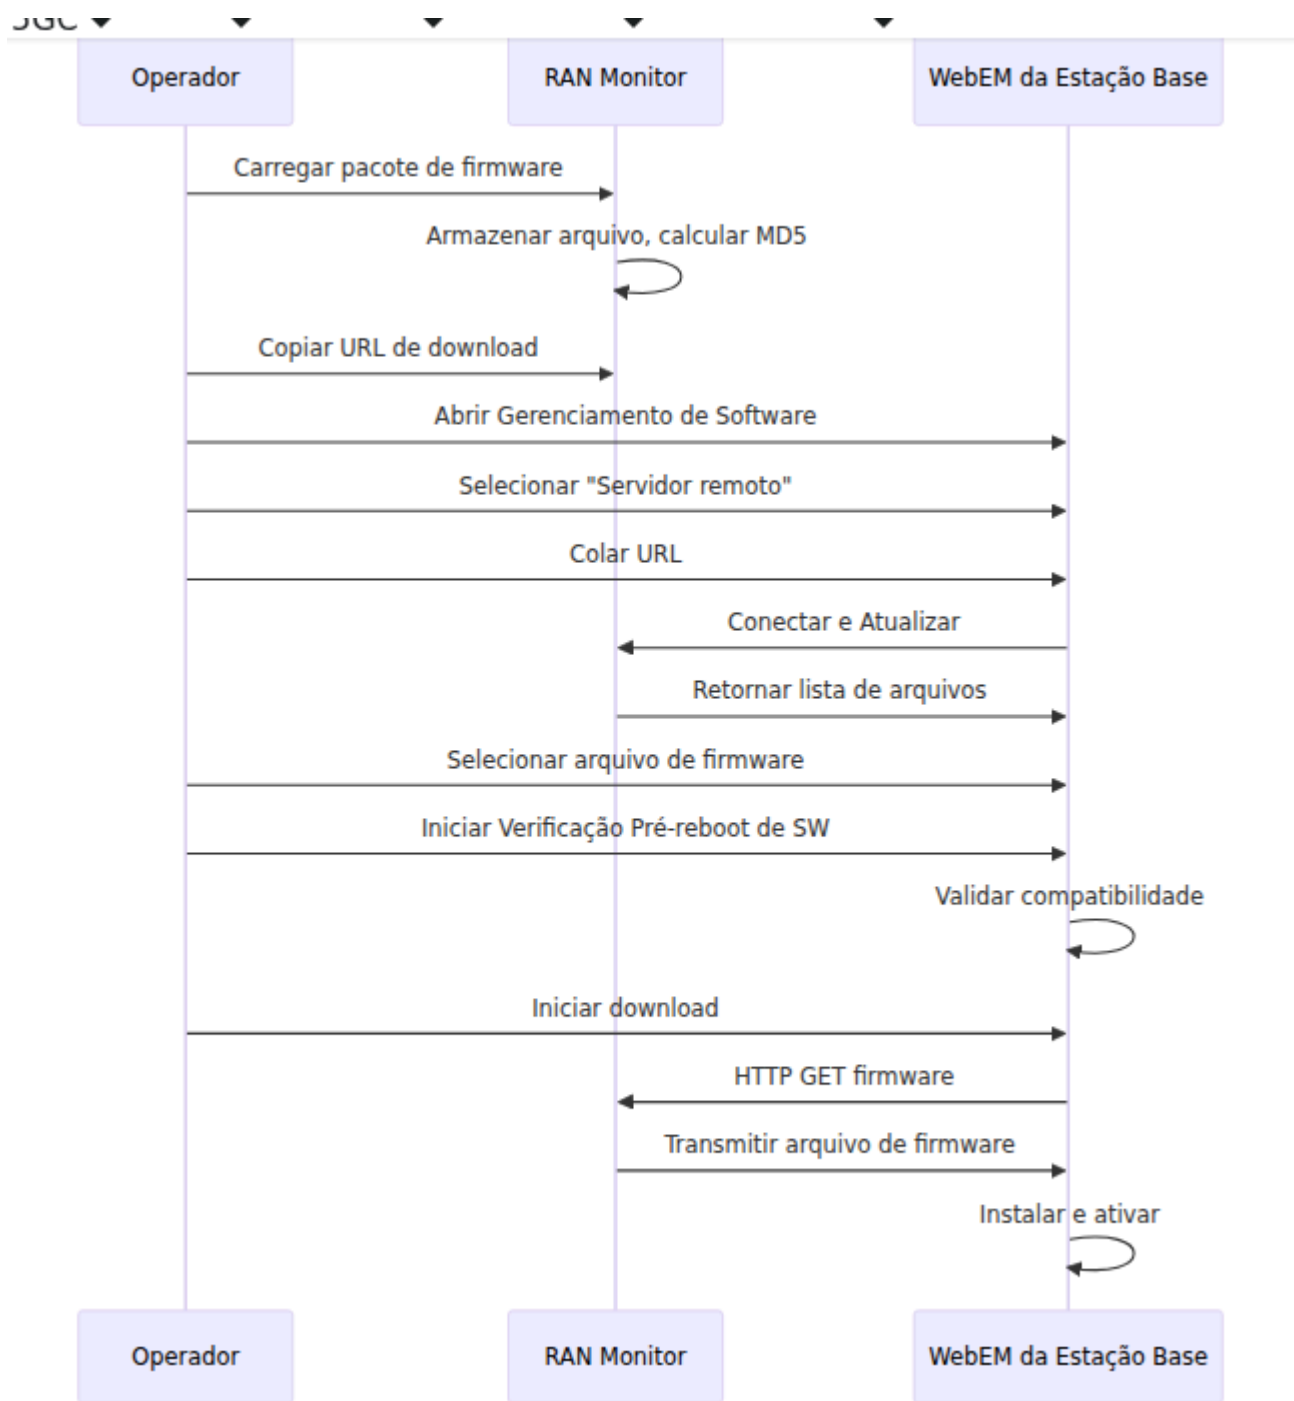 Operador
RAN Monitor
WebEM da Estação Base
Carregar pacote de firmware
Armazenar arquivo, calcular MD5
Copiar URL de download
Abrir Gerenciamento de Software
Selecionar "Servidor remoto"
Colar URL
Conectar e Atualizar
Retornar lista de arquivos
Selecionar arquivo de firmware
Iniciar Verificação Pré-reboot de SW
Validar compatibilidade
Iniciar download
HTTP GET firmware
Transmitir arquivo de firmware
Instalar e ativar
Operador
RAN Monitor
WebEM da Estação Base